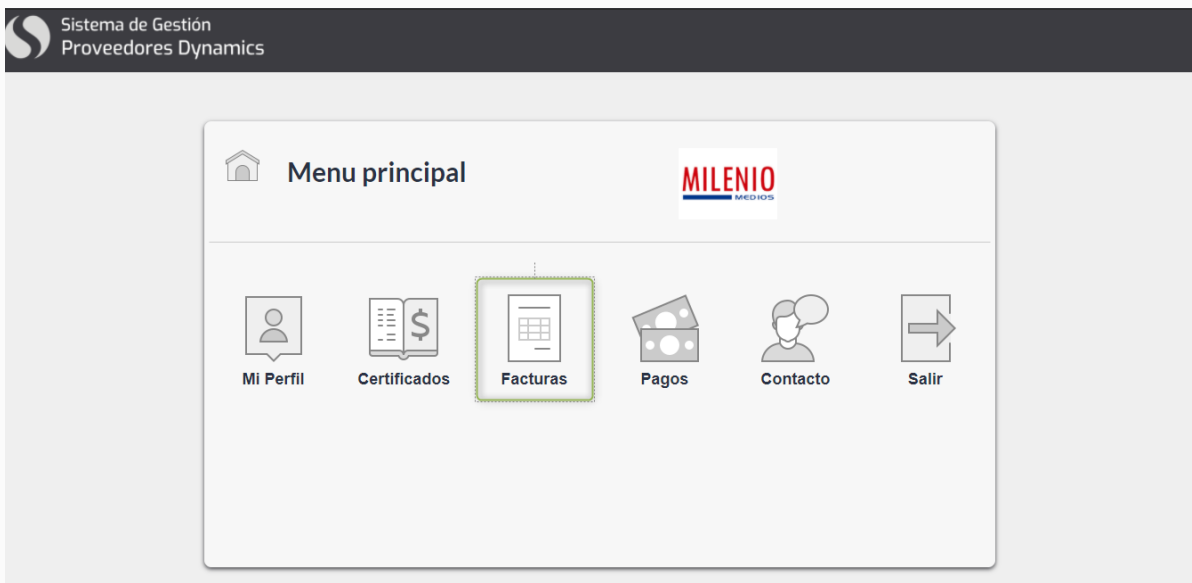 Sistema de Gestión
Proveedores Dynamics
Menu principal
MILENIO
MEDIOS
$
Mi Perfil
Certificados
Facturas
Pagos
Contacto
Salir